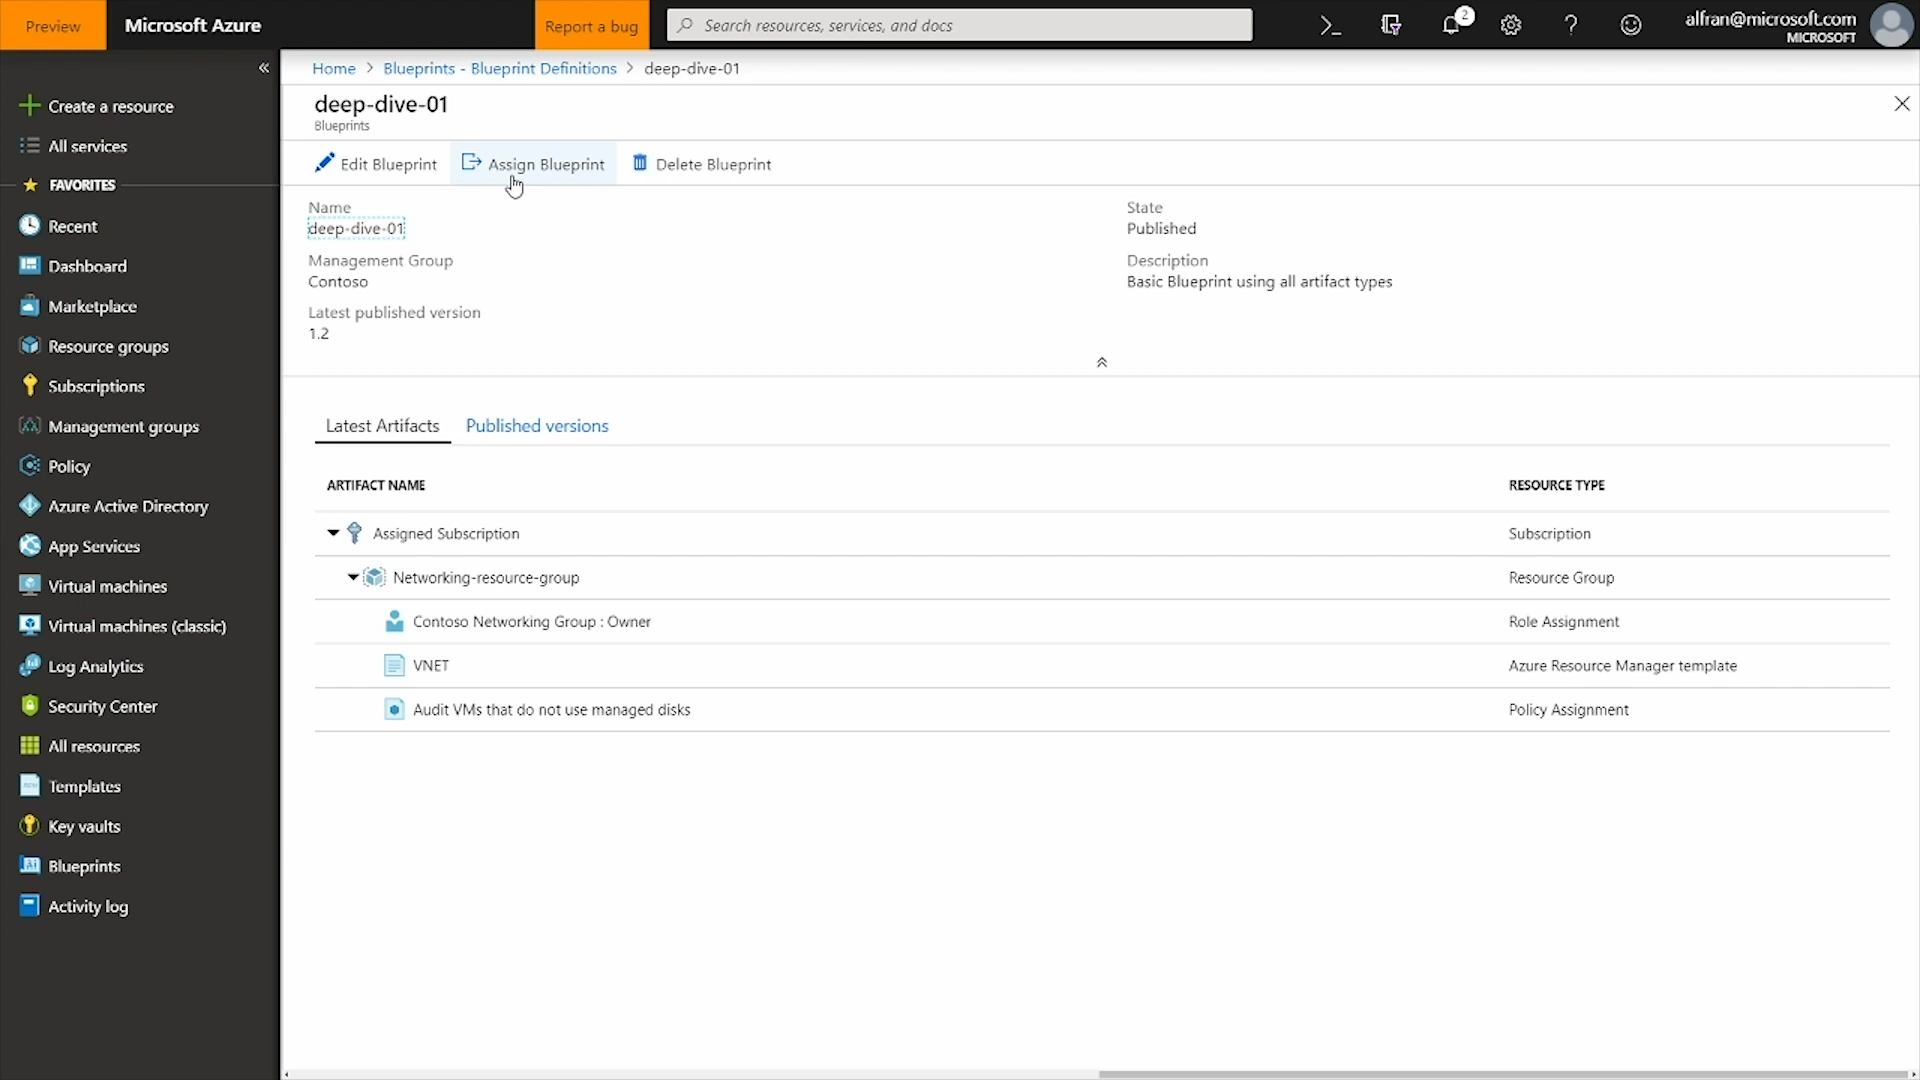 Preview
Microsoft Azure
Report a bug
Search resources, services, and docs
2
alfran@microsoft.com
MICROSOFT
Create a resource
All services
FAVORITES
Recent
Dashboard
Marketplace
Resource groups
Subscriptions
Management groups
Policy
Azure Active Directory
App Services
Virtual machines
Virtual machines (classic)
Log Analytics
Security Center
All resources
Templates
Key vaults
Blueprints
Activity log
Home > Blueprints - Blueprint Definitions > deep-dive-01
deep-dive-01
Blueprints
Edit Blueprint Assign Blueprint Delete Blueprint
Name
deep-dive-01
Management Group
Contoso
Latest published version
1.2
State
Published
Description
Basic Blueprint using all artifact types
Latest Artifacts Published versions
ARTIFACT NAME RESOURCE TYPE
Assigned Subscription Subscription
Networking-resource-group Resource Group
Contoso Networking Group : Owner Role Assignment
VNET Azure Resource Manager template
Audit VMs that do not use managed disks Policy Assignment